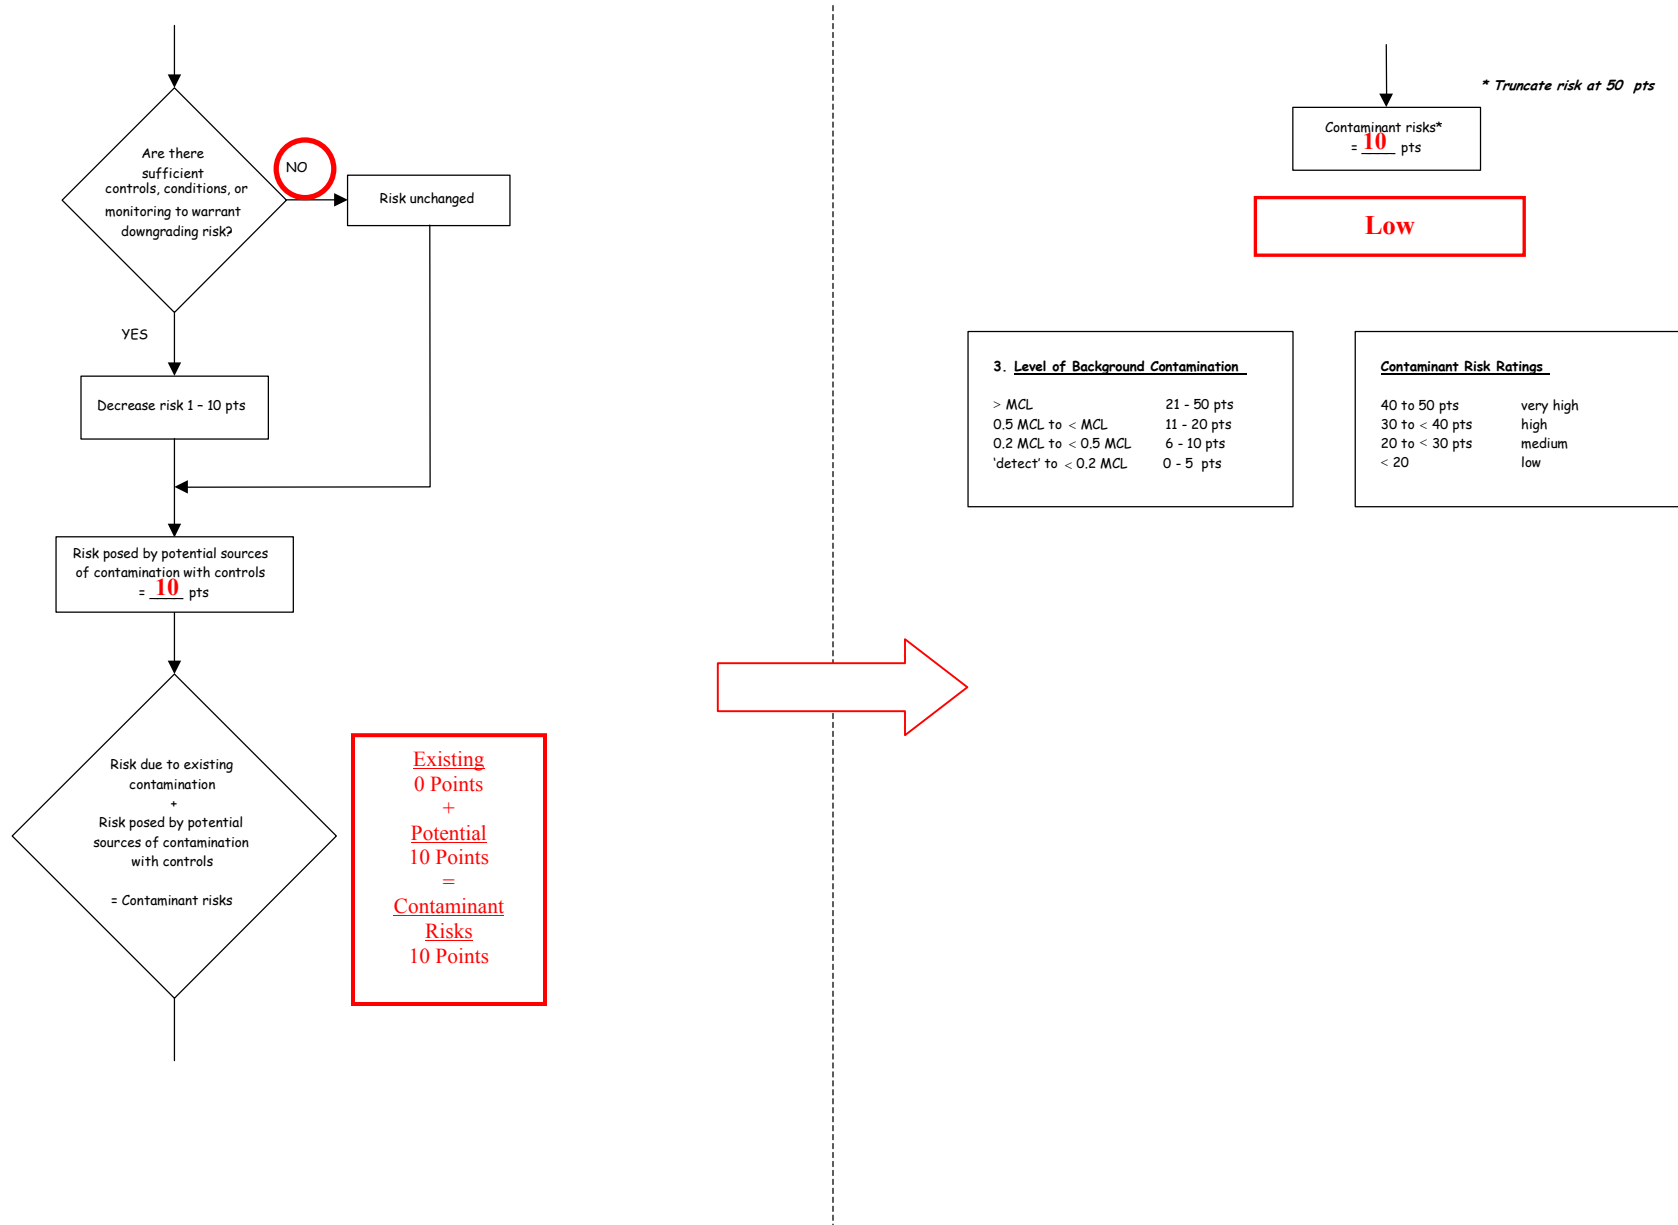 Are there
sufficient
controls, conditions, or
monitoring to warrant
downgrading risk?
NO
Risk unchanged
YES
Decrease risk 1 – 10 pts
Risk posed by potential sources
of contamination with controls
= 10 pts
Risk due to existing
contamination
+
Risk posed by potential
sources of contamination
with controls
= Contaminant risks
Existing
0 Points
+
Potential
10 Points
=
Contaminant
Risks
10 Points
* Truncate risk at 50 pts
Contaminant risks*
= 10 pts
Low
3. Level of Background Contamination
> MCL 21 - 50 pts
0.5 MCL to < MCL 11 - 20 pts
0.2 MCL to < 0.5 MCL 6 - 10 pts
'detect' to < 0.2 MCL 0 - 5 pts
Contaminant Risk Ratings
40 to 50 pts very high
30 to < 40 pts high
20 to < 30 pts medium
< 20 low